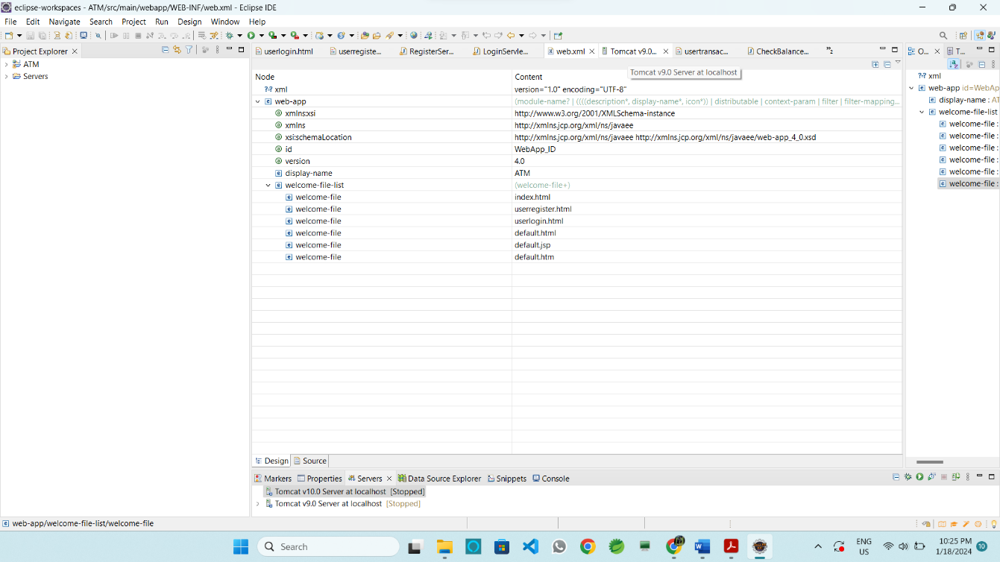 eclipse-workspaces - ATM/src/main/webapp/WEB-INF/web.xml - Eclipse IDE
File Edit Navigate Search Project Run Design Window Help
Project Explorer
ATM
Servers
userlogin.html userregiste... RegisterSer... LoginServle... web.xml Tomcat v9.0... usertransac... CheckBalance... »2
Tomcat v9.0 Server at localhost
Node Content
xml version="1.0" encoding="UTF-8"
web-app (module-name? | ((((description*, display-name*, icon*)) | distributable | context-param | filter | filter-mapping...
xmlns:xsi http://www.w3.org/2001/XMLSchema-instance
xmlns http://xmlns.jcp.org/xml/ns/javaee
xsi:schemaLocation http://xmlns.jcp.org/xml/ns/javaee http://xmlns.jcp.org/xml/ns/javaee/web-app_4_0.xsd
id WebApp_ID
version 4.0
display-name ATM
welcome-file-list (welcome-file+)
welcome-file index.html
welcome-file userregister.html
welcome-file userlogin.html
welcome-file default.html
welcome-file default.jsp
welcome-file default.htm
Design Source
O... T...
xml
web-app id=WebAp
display-name : AT
welcome-file-list
welcome-file :
welcome-file :
welcome-file :
welcome-file :
welcome-file :
welcome-file :
Markers Properties Servers Data Source Explorer Snippets Console
Tomcat v10.0 Server at localhost [Stopped]
Tomcat v9.0 Server at localhost [Stopped]
web-app/welcome-file-list/welcome-file
Search
ENG
US
10:25 PM
1/18/2024
10